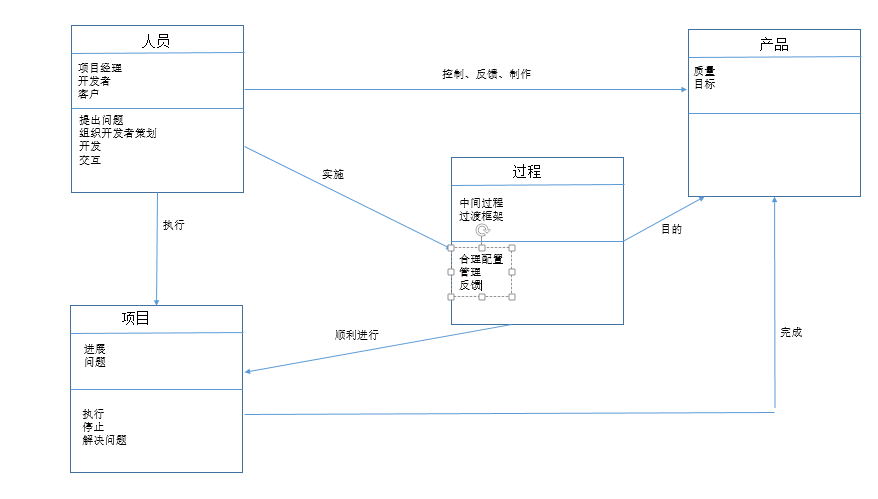 人员
项目经理
开发者
客户
提出问题
组织开发者策划
开发
交互
控制、反馈、制作
产品
质量
目标
实施
过程
中间过程
过渡框架
合理配置
管理
反馈
目的
执行
项目
进展
问题
执行
停止
解决问题
顺利进行
完成